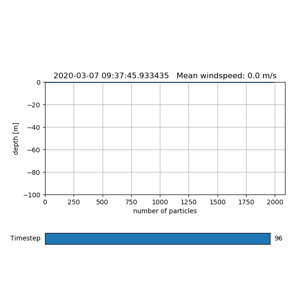 2020-03-07 09:37:45.933435   Mean windspeed: 0.0 m/s
0
−20
−40
−60
−80
−100
depth [m]
0 250 500 750 1000 1250 1500 1750 2000
number of particles
Timestep 96